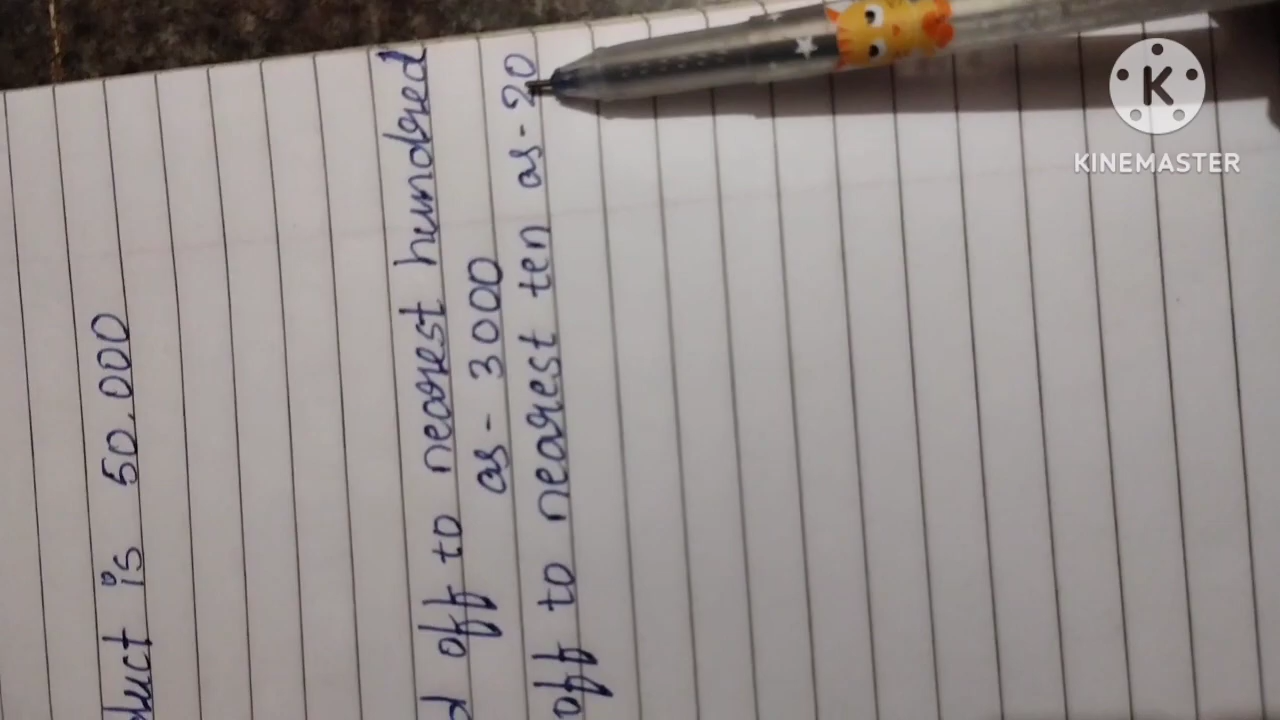 duct is 50,000
d off to nearest hundred
as - 3000
off to nearest ten as - 20
K
KINEMASTER